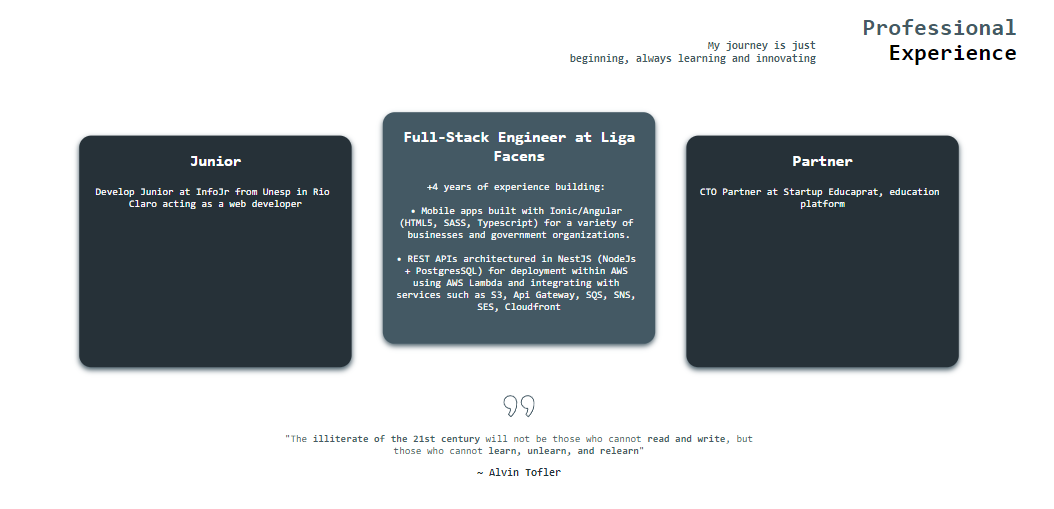 Professional
Experience
My journey is just
beginning, always learning and innovating
Junior
Develop Junior at InfoJr from Unesp in Rio
Claro acting as a web developer
Full-Stack Engineer at Liga
Facens
+4 years of experience building:
• Mobile apps built with Ionic/Angular
(HTML5, SASS, Typescript) for a variety of
businesses and government organizations.
• REST APIs architectured in NestJS (NodeJs
+ PostgresSQL) for deployment within AWS
using AWS Lambda and integrating with
services such as S3, Api Gateway, SQS, SNS,
SES, Cloudfront
Partner
CTO Partner at Startup Educaprat, education
platform
"The illiterate of the 21st century will not be those who cannot read and write, but
those who cannot learn, unlearn, and relearn"
~ Alvin Tofler